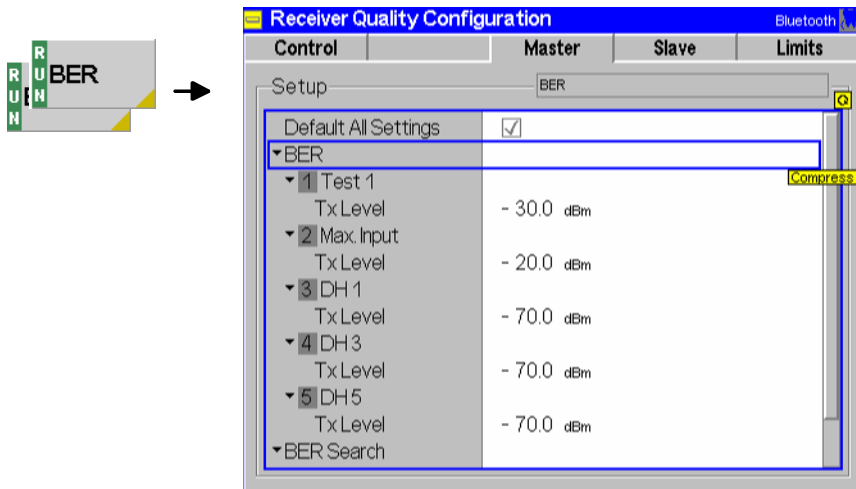 RUN BER
RUN
Receiver Quality Configuration Bluetooth
Control Master Slave Limits
Setup BER
Default All Settings
BER
Compress
1 Test 1
Tx Level - 30.0 dBm
2 Max. Input
Tx Level - 20.0 dBm
3 DH 1
Tx Level - 70.0 dBm
4 DH 3
Tx Level - 70.0 dBm
5 DH 5
Tx Level - 70.0 dBm
BER Search